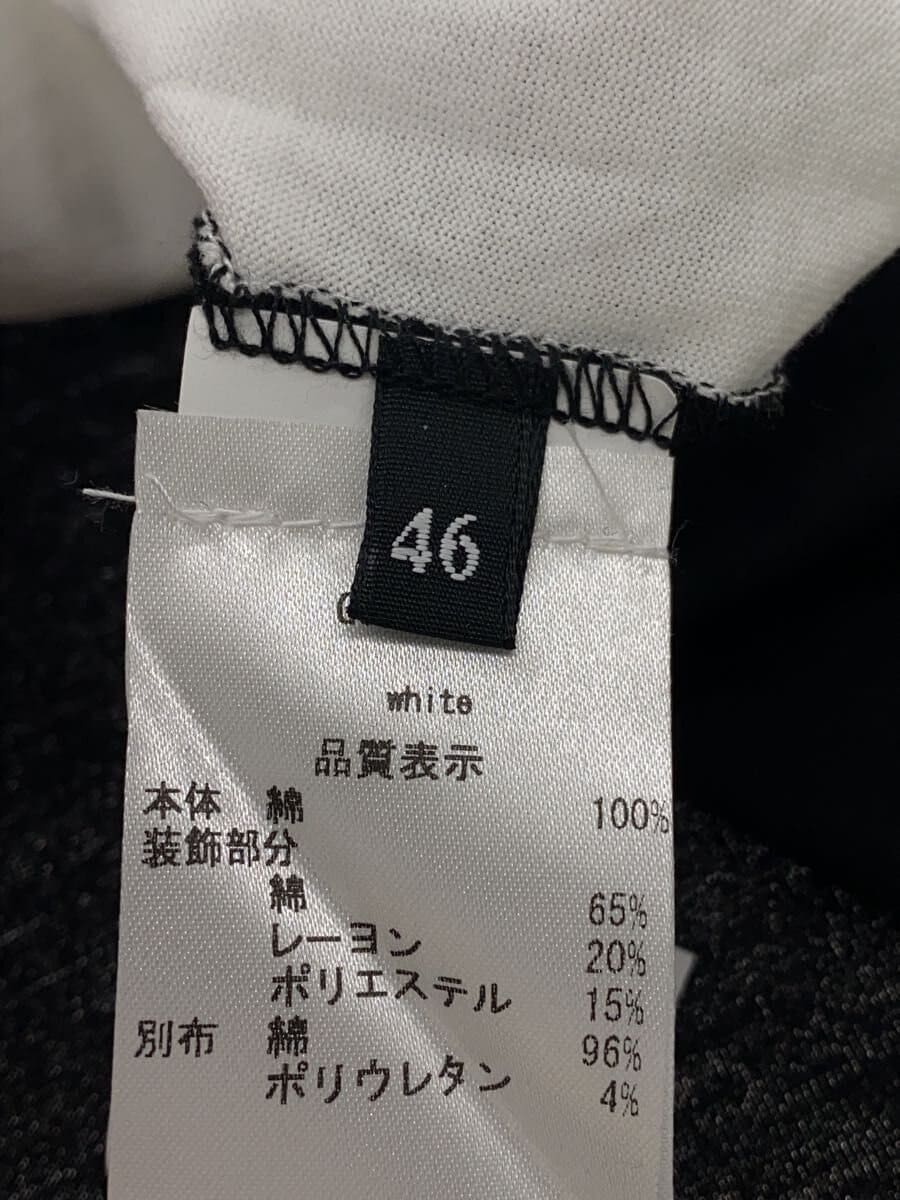 46
white
品質表示
本体 綿 100%
装飾部分
綿 65%
レーヨン 20%
ポリエステル 15%
別布 綿 96%
ポリウレタン 4%